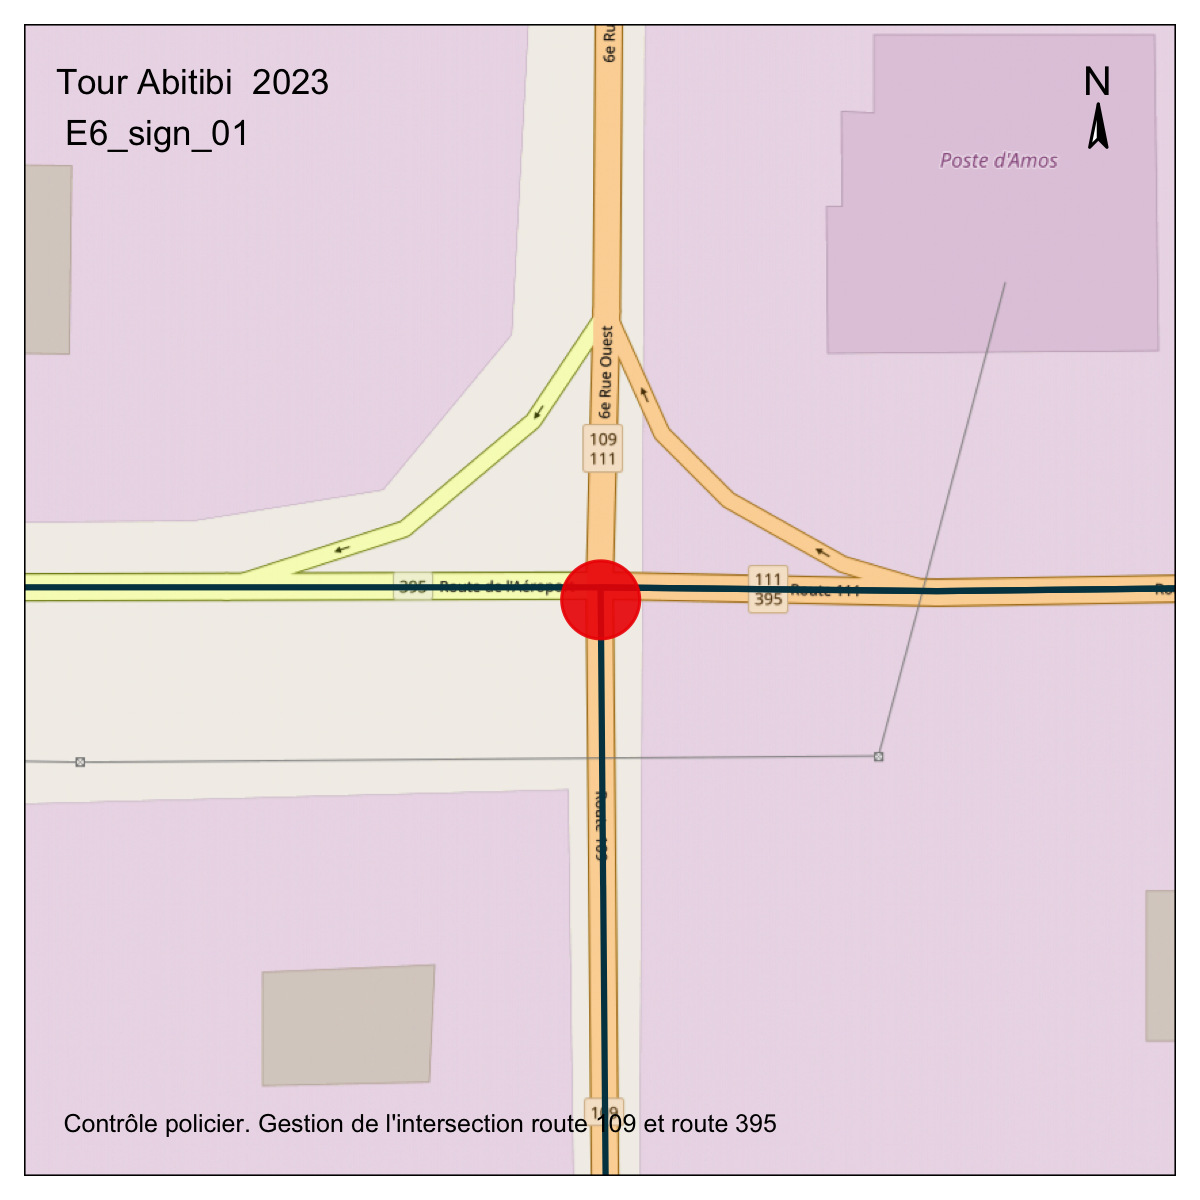 6e Ru
Tour Abitibi 2023
N
E6_sign_01
Poste d'Amos
6e Rue Ouest
109
111
395
Route de l'Aéroport
111
395
Route 111
Ro
Route 109
109
Contrôle policier. Gestion de l'intersection route 109 et route 395